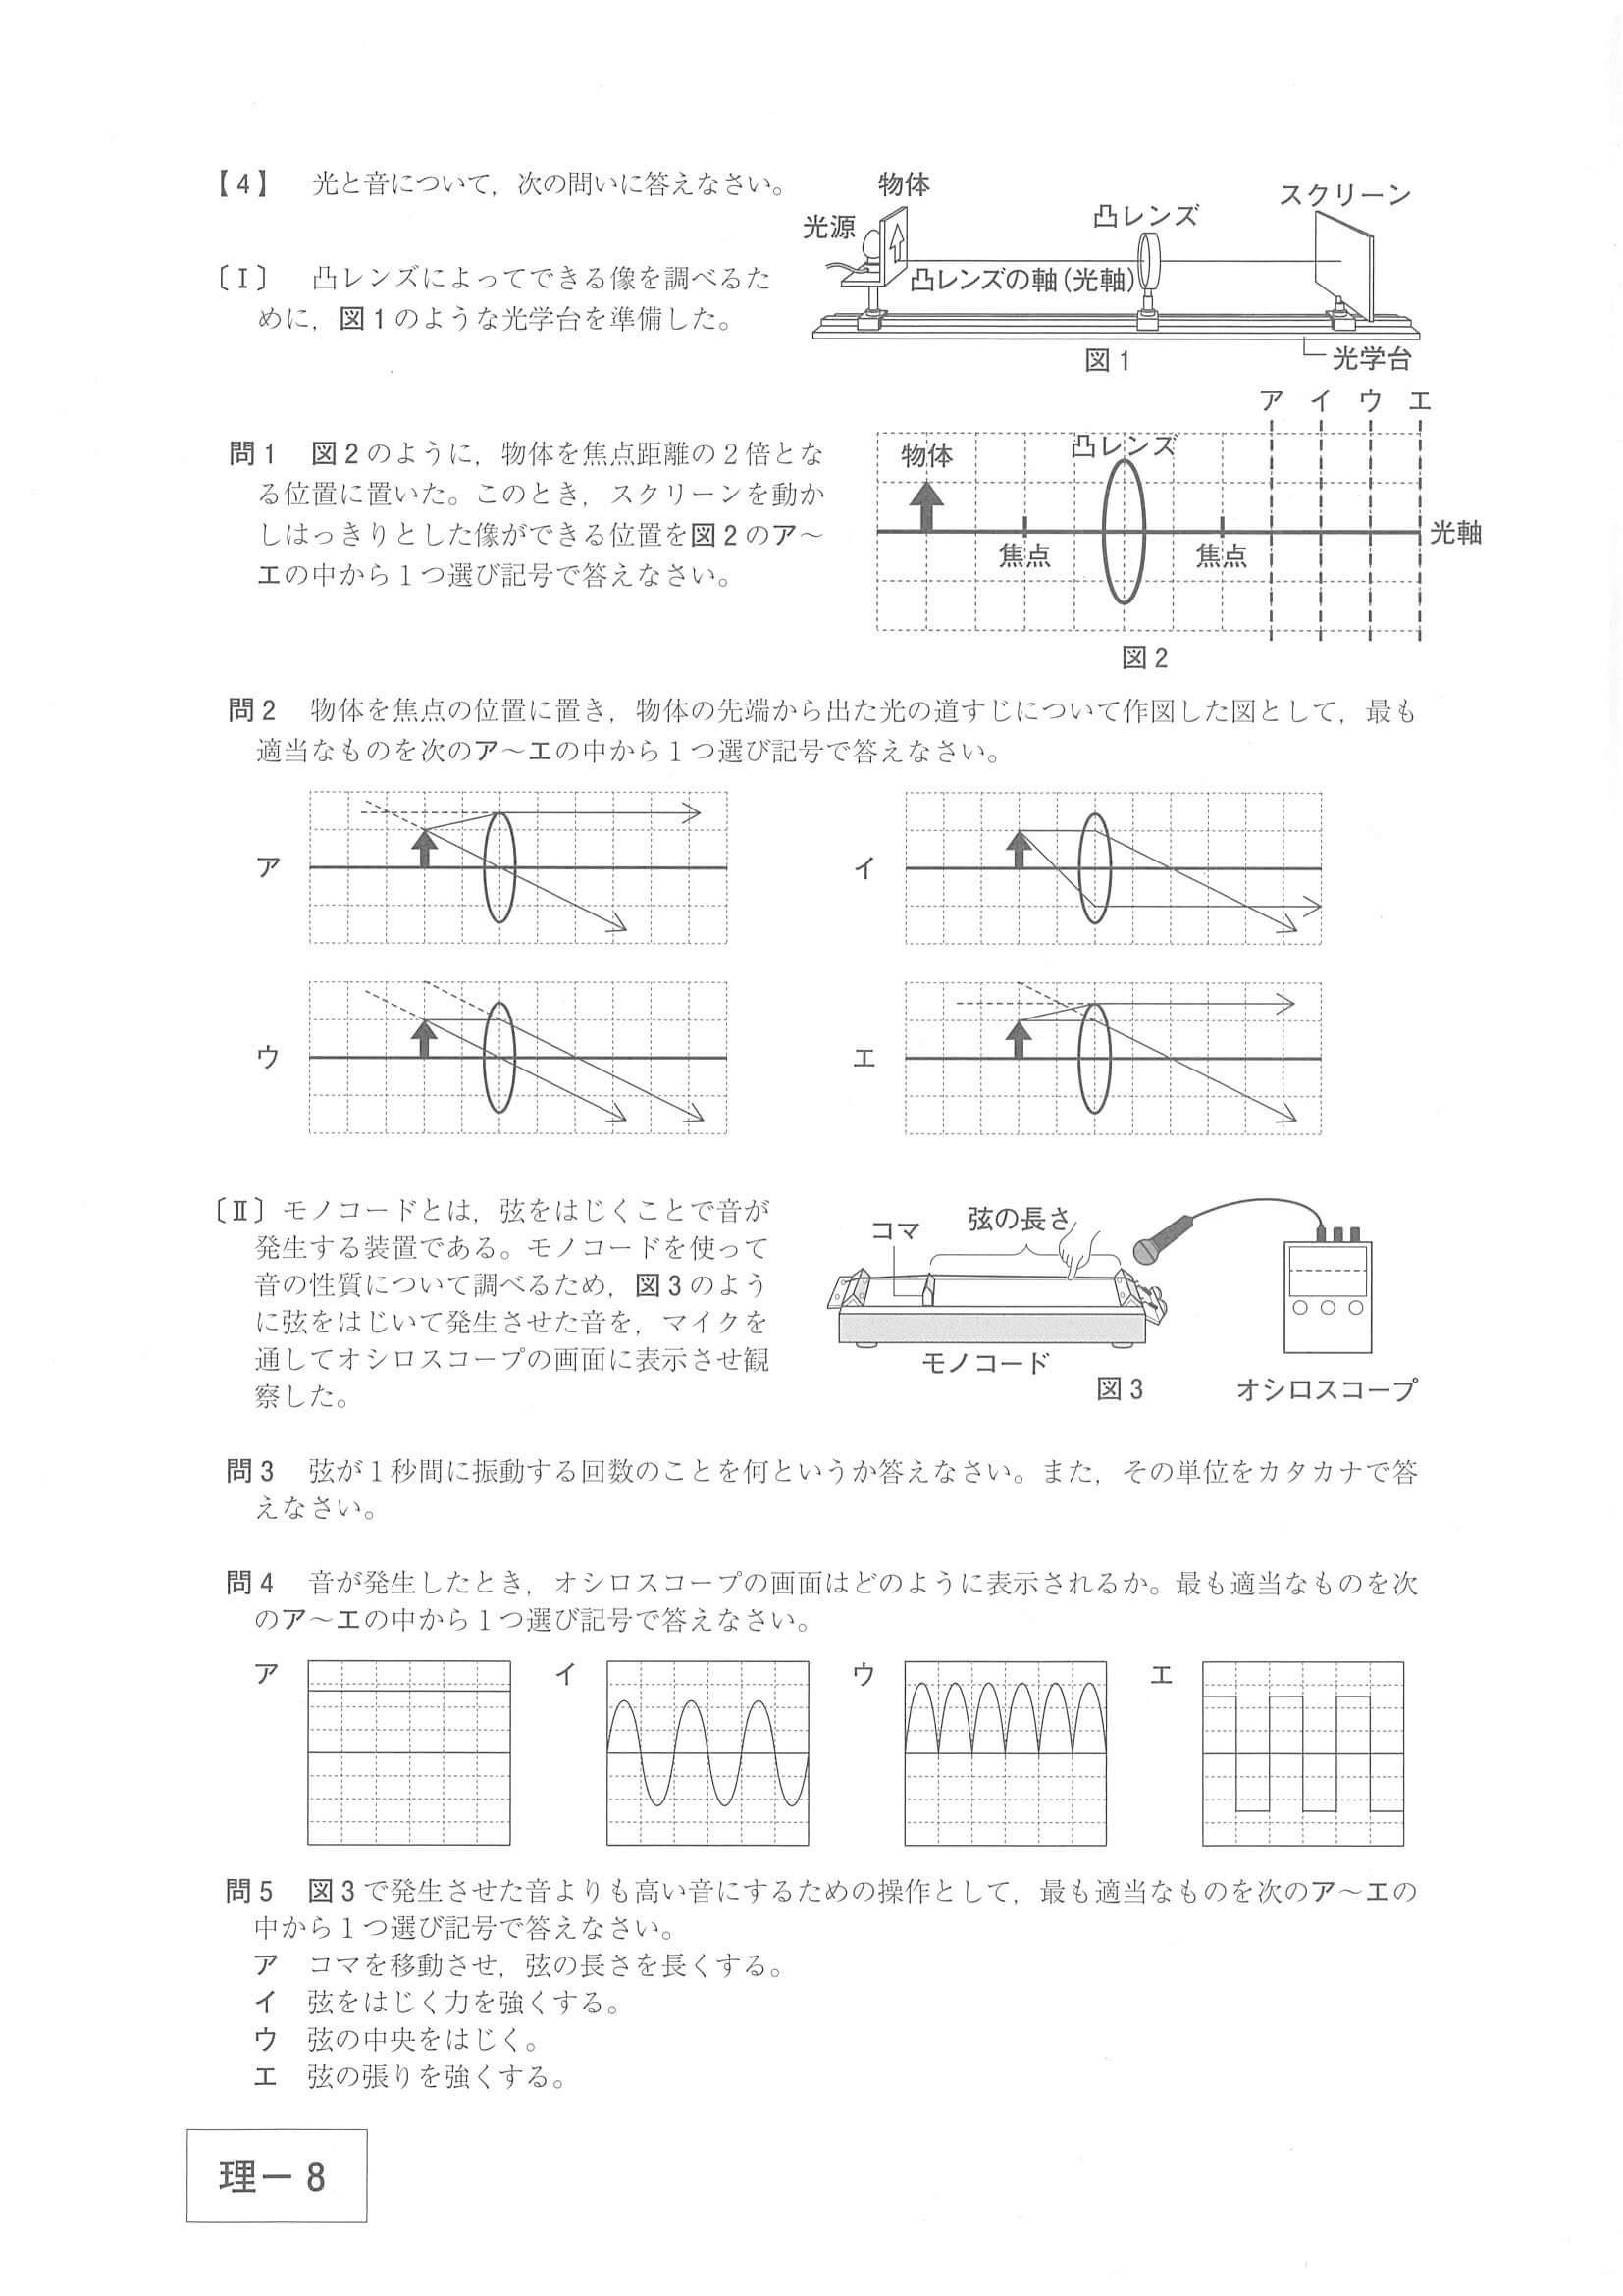 【4】 光と音について，次の問いに答えなさい。
物体
光源
凸レンズ
スクリーン
凸レンズの軸(光軸)
図1
光学台
〔Ⅰ〕 凸レンズによってできる像を調べるた
めに，図1のような光学台を準備した。
問1 図2のように，物体を焦点距離の2倍とな
る位置に置いた。このとき，スクリーンを動か
しはっきりとした像ができる位置を図2のア～
エの中から1つ選び記号で答えなさい。
ア イ ウ エ
物体
凸レンズ
焦点
焦点
光軸
図2
問2 物体を焦点の位置に置き，物体の先端から出た光の道すじについて作図した図として，最も
適当なものを次のア～エの中から1つ選び記号で答えなさい。
ア
イ
ウ
エ
〔Ⅱ〕モノコードとは，弦をはじくことで音が
発生する装置である。モノコードを使って
音の性質について調べるため，図3のよう
に弦をはじいて発生させた音を，マイクを
通してオシロスコープの画面に表示させ観
察した。
コマ
弦の長さ
モノコード
図3
オシロスコープ
問3 弦が1秒間に振動する回数のことを何というか答えなさい。また，その単位をカタカナで答
えなさい。
問4 音が発生したとき，オシロスコープの画面はどのように表示されるか。最も適当なものを次
のア～エの中から1つ選び記号で答えなさい。
ア
イ
ウ
エ
問5 図3で発生させた音よりも高い音にするための操作として，最も適当なものを次のア～エの
中から1つ選び記号で答えなさい。
ア コマを移動させ，弦の長さを長くする。
イ 弦をはじく力を強くする。
ウ 弦の中央をはじく。
エ 弦の張りを強くする。
理－8